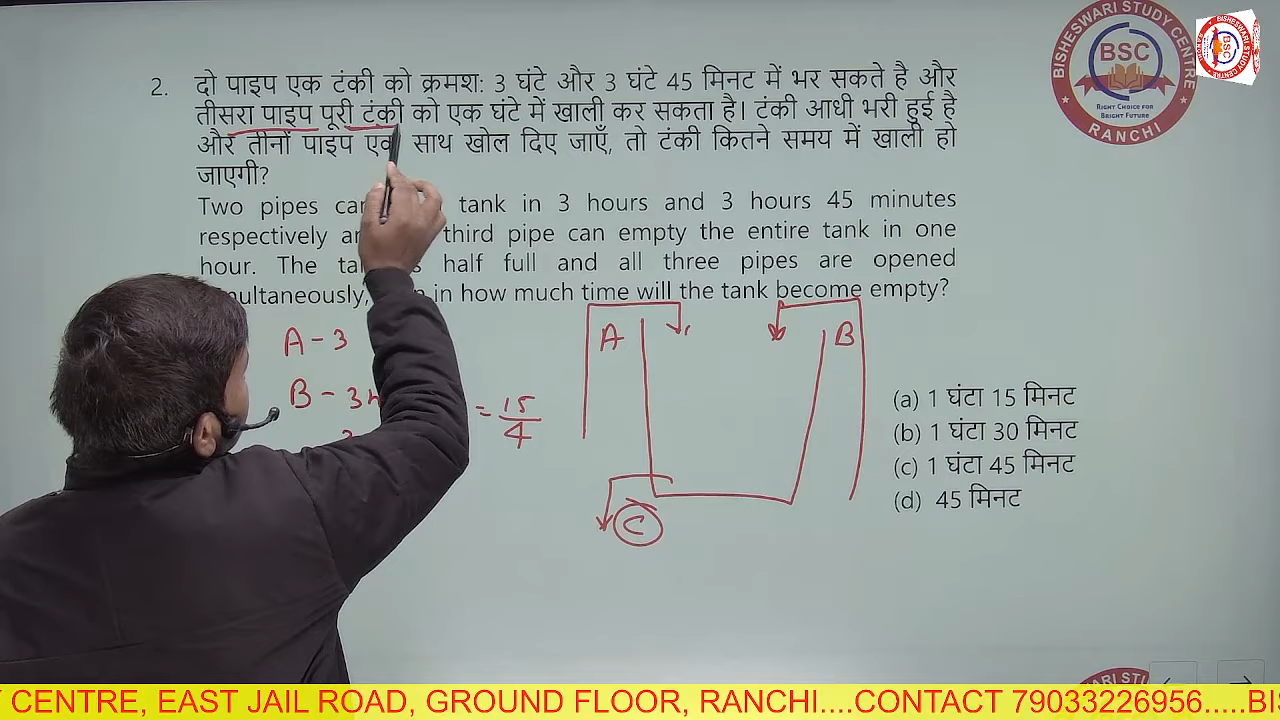 2. दो पाइप एक टंकी को क्रमश: 3 घंटे और 3 घंटे 45 मिनट में भर सकते है और
तीसरा पाइप पूरी टंकी को एक घंटे में खाली कर सकता है। टंकी आधी भरी हुई है
और तीनों पाइप एक साथ खोल दिए जाएँ, तो टंकी कितने समय में खाली हो
जाएगी?
Two pipes tank in 3 hours and 3 hours 45 minutes
respectively third pipe can empty the entire tank in one
hour. The half full and all three pipes are opened
in how much time will the tank become empty?
A - 3
B - 3
= 15/4
A
B
C
(a) 1 घंटा 15 मिनट
(b) 1 घंटा 30 मिनट
(c) 1 घंटा 45 मिनट
(d) 45 मिनट
BISHESWARI STUDY CENTRE
BSC
Right Choice for
Bright Future
RANCHI
CENTRE, EAST JAIL ROAD, GROUND FLOOR, RANCHI....CONTACT 79033226956.....BIS